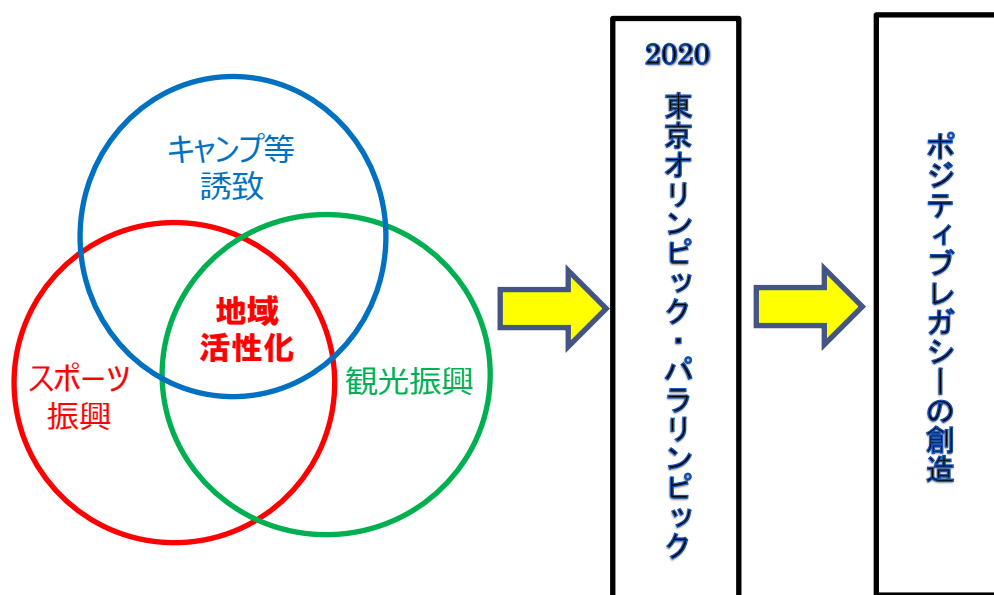 キャンプ等
誘致
スポーツ
振興
地域
活性化
観光振興
2020
東京オリンピック・パラリンピック
ポジティブレガシーの創造